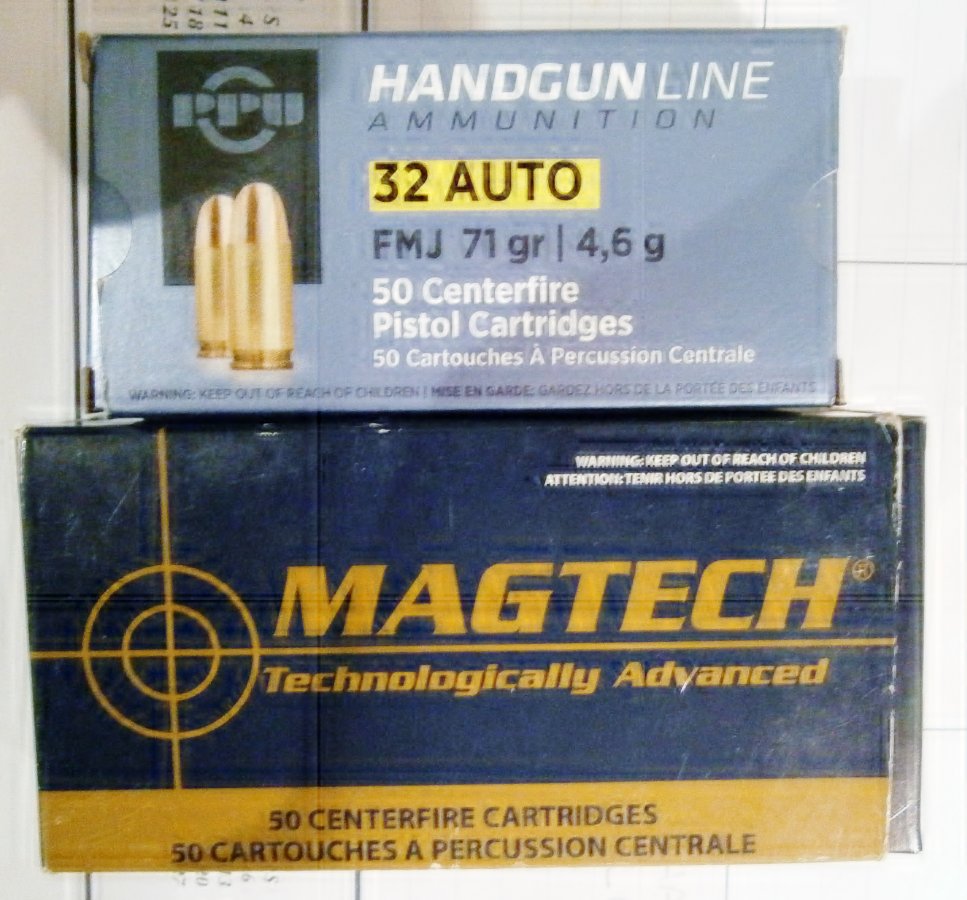 PPU
HANDGUN LINE
AMMUNITION
32 AUTO
FMJ 71 gr | 4,6 g
50 Centerfire
Pistol Cartridges
50 Cartouches À Percussion Centrale
WARNING: KEEP OUT OF REACH OF CHILDREN | MISE EN GARDE: GARDEZ HORS DE LA PORTÉE DES ENFANTS
WARNING: KEEP OUT OF REACH OF CHILDREN
ATTENTION: TENIR HORS DE PORTEE DES ENFANTS
MAGTECH®
Technologically Advanced
50 CENTERFIRE CARTRIDGES
50 CARTOUCHES A PERCUSSION CENTRALE